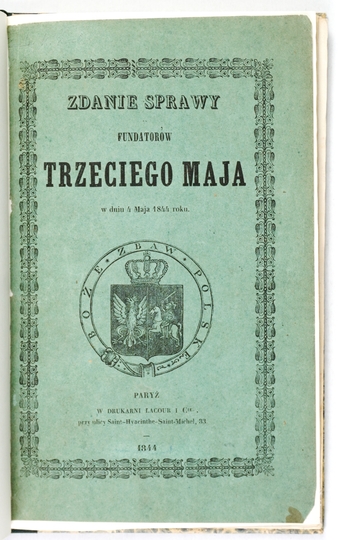 ZDANIE SPRAWY
FUNDATORÓW
TRZECIEGO MAJA
w dniu 4 Maja 1844 roku.
BOŻE • ZBAW • POLSKĘ
PARYŻ
W DRUKARNI LACOUR I Cie,
przy ulicy Saint-Hyacinthe-Saint-Michel, 33.
1844